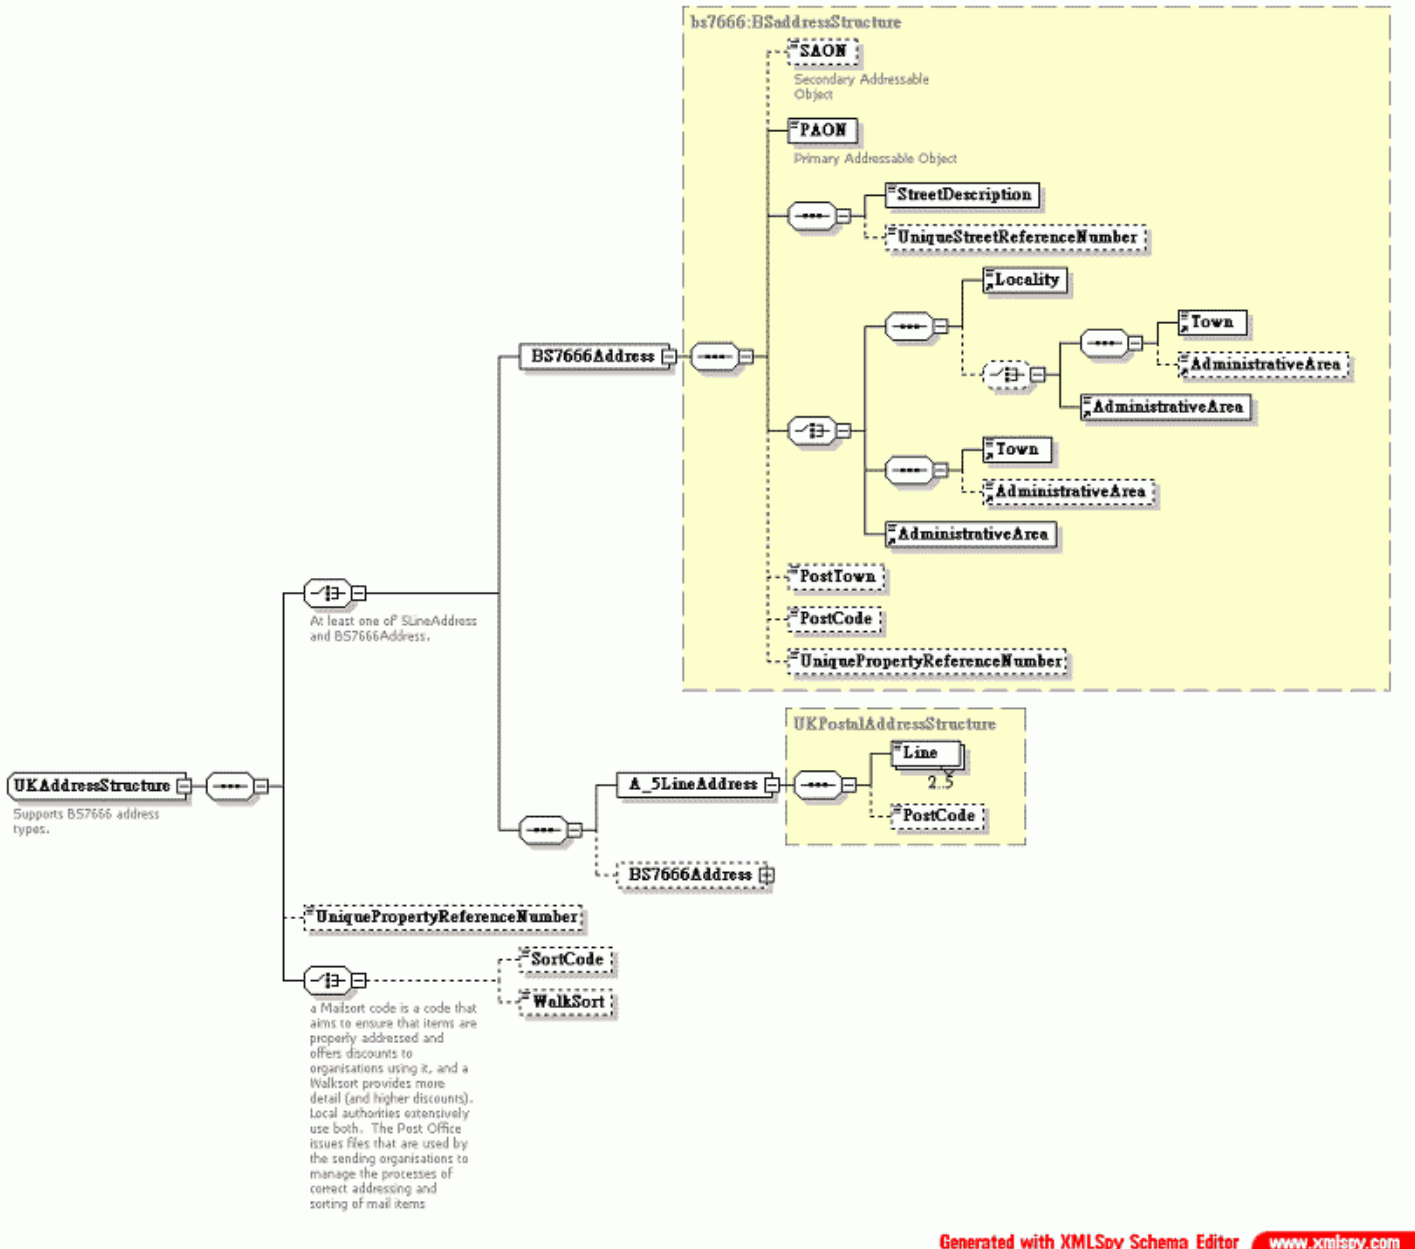 bs7666:BSaddressStructure
SAON
Secondary Addressable
Object
PAON
Primary Addressable Object
StreetDescription
UniqueStreetReferenceNumber
Locality
Town
AdministrativeArea
AdministrativeArea
BS7666Address
Town
AdministrativeArea
AdministrativeArea
PostTown
PostCode
UniquePropertyReferenceNumber
At least one of 5LineAddress
and BS7666Address.
UKPostalAddressStructure
Line
2..5
PostCode
A_5LineAddress
BS7666Address
UKAddressStructure
Supports BS7666 address
types.
UniquePropertyReferenceNumber
SortCode
WalkSort
a Mailsort code is a code that
aims to ensure that items are
properly addressed and
offers discounts to
organisations using it, and a
Walksort provides more
detail (and higher discounts).
Local authorities extensively
use both. The Post Office
issues files that are used by
the sending organisations to
manage the processes of
correct addressing and
sorting of mail items
Generated with XMLSpy Schema Editor www.xmlspy.com